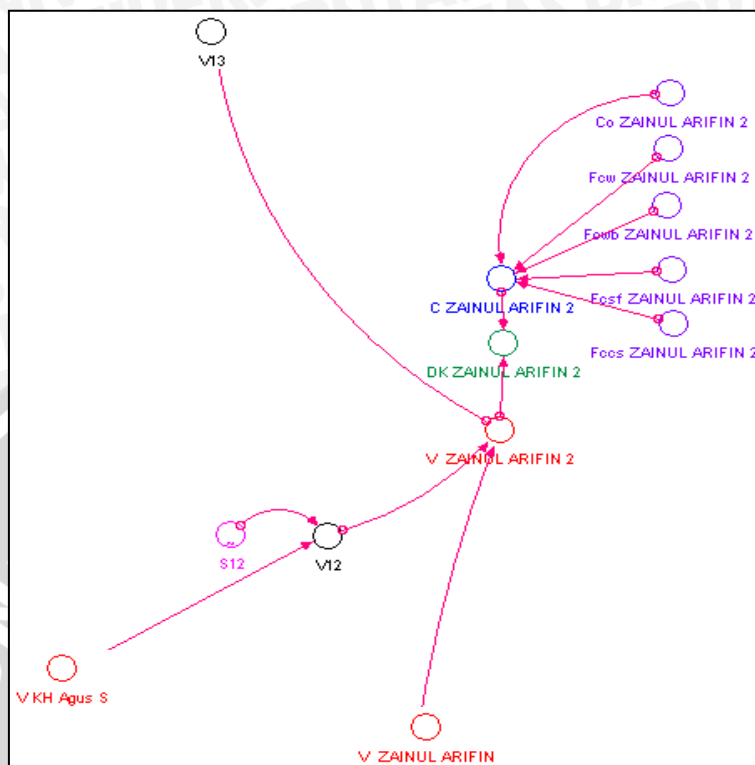 V13
Co ZAINUL ARIFIN 2
Fcw ZAINUL ARIFIN 2
Fcwb ZAINUL ARIFIN 2
Fcsf ZAINUL ARIFIN 2
C ZAINUL ARIFIN 2
Fccs ZAINUL ARIFIN 2
DK ZAINUL ARIFIN 2
V ZAINUL ARIFIN 2
S12
V12
V KH Agus S
V ZAINUL ARIFIN